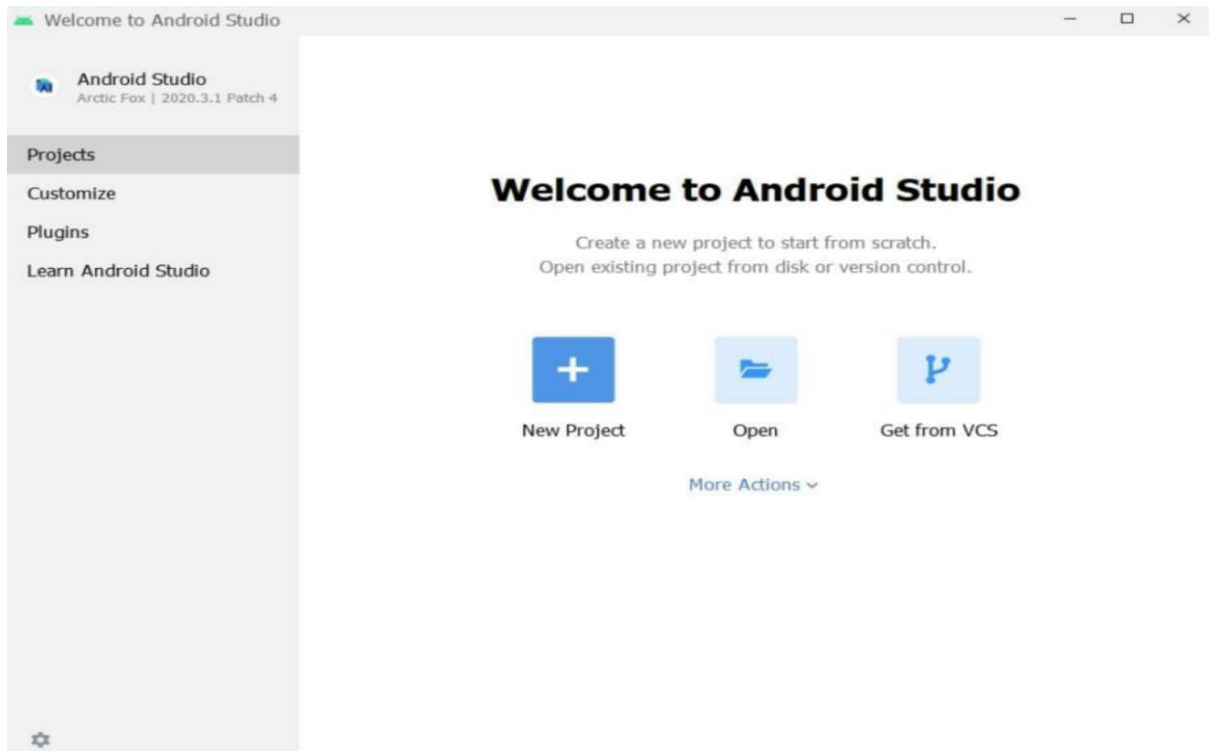 Welcome to Android Studio
Android Studio
Arctic Fox | 2020.3.1 Patch 4
Projects
Customize
Plugins
Learn Android Studio
Welcome to Android Studio
Create a new project to start from scratch.
Open existing project from disk or version control.
New Project
Open
Get from VCS
More Actions